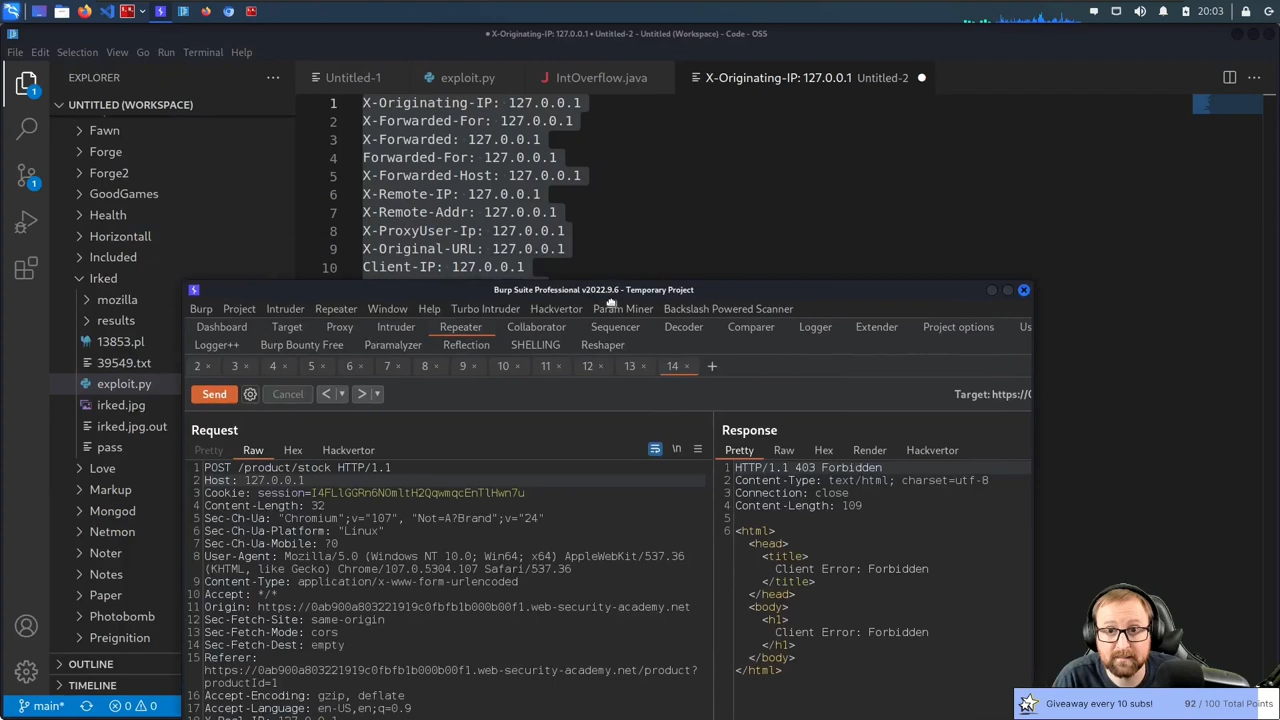 20:03
• X-Originating-IP: 127.0.0.1 • Untitled-2 - Untitled (Workspace) - Code - OSS
File Edit Selection View Go Run Terminal Help
EXPLORER
Untitled-1
exploit.py
J IntOverflow.java
X-Originating-IP: 127.0.0.1 Untitled-2
UNTITLED (WORKSPACE)
Fawn
Forge
Forge2
GoodGames
Health
Horizontall
Included
Irked
mozilla
results
13853.pl
39549.txt
exploit.py
irked.jpg
irked.jpg.out
pass
Love
Markup
Mongod
Netmon
Noter
Notes
Paper
Photobomb
Preignition
OUTLINE
TIMELINE
main*
0 0
1
1
1 X-Originating-IP: 127.0.0.1
2 X-Forwarded-For: 127.0.0.1
3 X-Forwarded: 127.0.0.1
4 Forwarded-For: 127.0.0.1
5 X-Forwarded-Host: 127.0.0.1
6 X-Remote-IP: 127.0.0.1
7 X-Remote-Addr: 127.0.0.1
8 X-ProxyUser-Ip: 127.0.0.1
9 X-Original-URL: 127.0.0.1
10 Client-IP: 127.0.0.1
Burp Suite Professional v2022.9.6 - Temporary Project
Burp Project Intruder Repeater Window Help Turbo Intruder Hackvertor Param Miner Backslash Powered Scanner
Dashboard Target Proxy Intruder Repeater Collaborator Sequencer Decoder Comparer Logger Extender Project options Us
Logger++ Burp Bounty Free Paramalyzer Reflection SHELLING Reshaper
2 × 3 × 4 × 5 × 6 × 7 × 8 × 9 × 10 × 11 × 12 × 13 × 14 × +
Send Cancel < > Target: https://0
Request
Pretty Raw Hex Hackvertor \n
1 POST /product/stock HTTP/1.1
2 Host: 127.0.0.1
3 Cookie: session=I4FLlGGRn6NOmltH2QqwmqcEnTlHwn7u
4 Content-Length: 32
5 Sec-Ch-Ua: "Chromium";v="107", "Not=A?Brand";v="24"
6 Sec-Ch-Ua-Platform: "Linux"
7 Sec-Ch-Ua-Mobile: ?0
8 User-Agent: Mozilla/5.0 (Windows NT 10.0; Win64; x64) AppleWebKit/537.36
(KHTML, like Gecko) Chrome/107.0.5304.107 Safari/537.36
9 Content-Type: application/x-www-form-urlencoded
10 Accept: */*
11 Origin: https://0ab900a803221919c0fbfb1b000b00f1.web-security-academy.net
12 Sec-Fetch-Site: same-origin
13 Sec-Fetch-Mode: cors
14 Sec-Fetch-Dest: empty
15 Referer:
https://0ab900a803221919c0fbfb1b000b00f1.web-security-academy.net/product?
productId=1
16 Accept-Encoding: gzip, deflate
17 Accept-Language: en-US,en;q=0.9
Response
Pretty Raw Hex Render Hackvertor
1 HTTP/1.1 403 Forbidden
2 Content-Type: text/html; charset=utf-8
3 Connection: close
4 Content-Length: 109
5
6 <html>
<head>
<title>
Client Error: Forbidden
</title>
</head>
<body>
<h1>
Client Error: Forbidden
</h1>
</body>
</html>
Giveaway every 10 subs! 92 / 100 Total Points